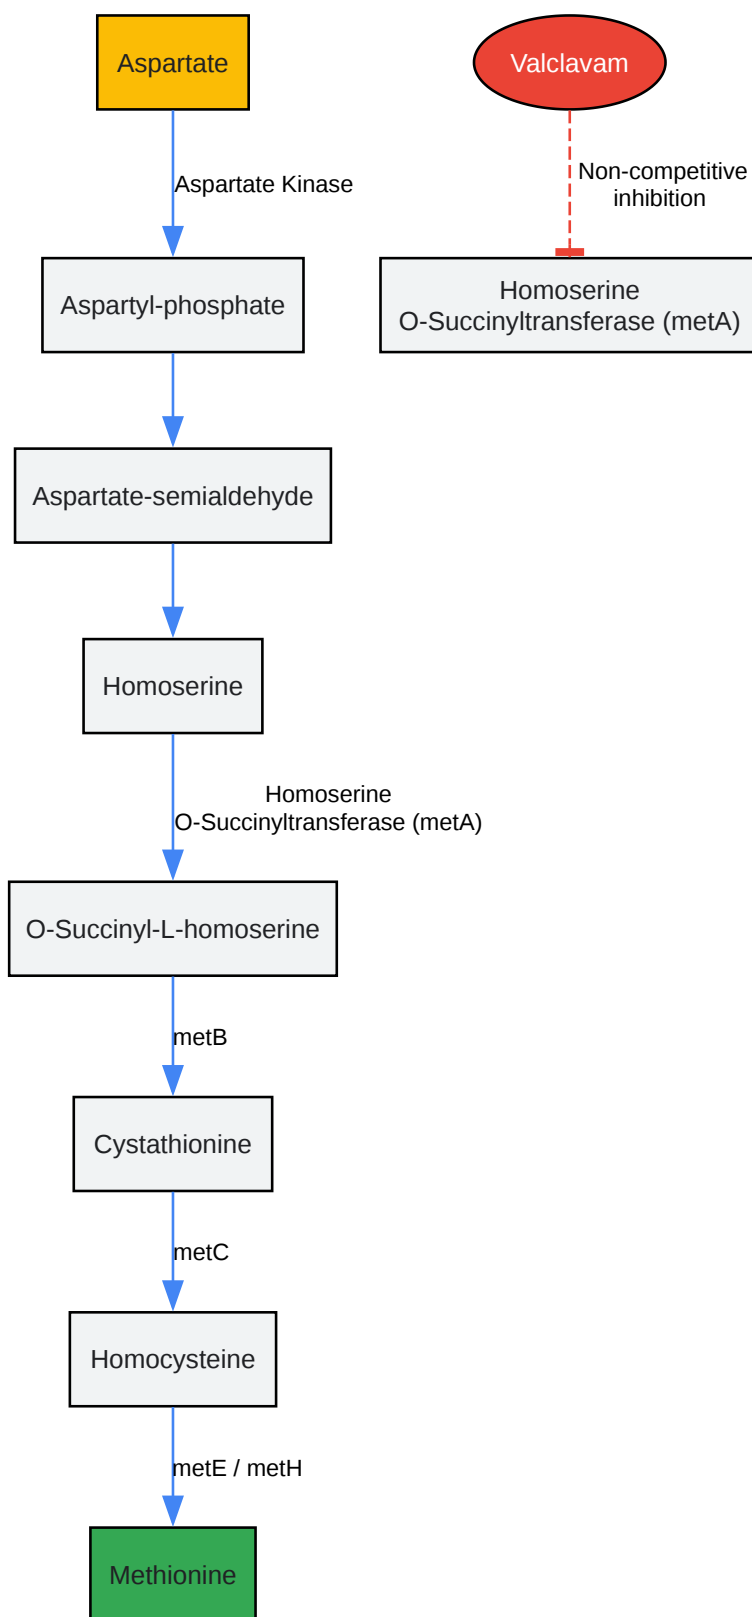 Aspartate
Valclavam
Aspartate Kinase
Non-competitive
inhibition
Aspartyl-phosphate
Homoserine
O-Succinyltransferase (metA)
Aspartate-semialdehyde
Homoserine
Homoserine
O-Succinyltransferase (metA)
O-Succinyl-L-homoserine
metB
Cystathionine
metC
Homocysteine
metE / metH
Methionine